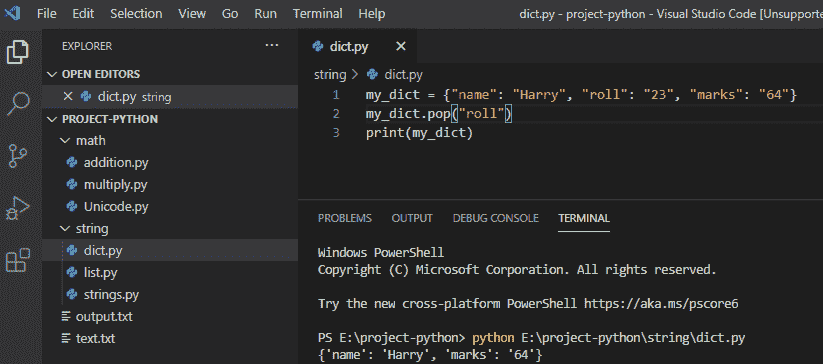 File Edit Selection View Go Run Terminal Help dict.py - project-python - Visual Studio Code [Unsupporte
EXPLORER ...
OPEN EDITORS
dict.py string
PROJECT-PYTHON
math
addition.py
multiply.py
Unicode.py
string
dict.py
list.py
strings.py
output.txt
text.txt
dict.py
string > dict.py
1 my_dict = {"name": "Harry", "roll": "23", "marks": "64"}
2 my_dict.pop("roll")
3 print(my_dict)
PROBLEMS OUTPUT DEBUG CONSOLE TERMINAL
Windows PowerShell
Copyright (C) Microsoft Corporation. All rights reserved.
Try the new cross-platform PowerShell https://aka.ms/pscore6
PS E:\project-python> python E:\project-python\string\dict.py
{'name': 'Harry', 'marks': '64'}